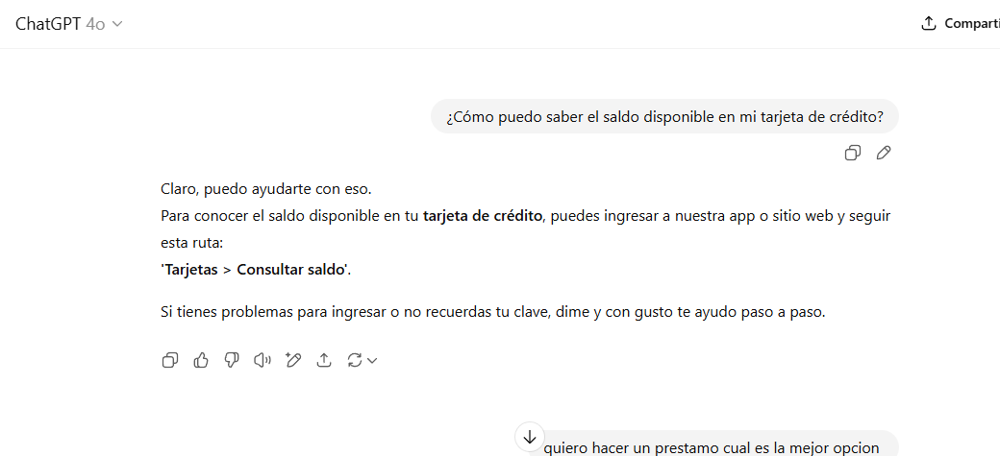 ChatGPT 4o
Comparti
¿Cómo puedo saber el saldo disponible en mi tarjeta de crédito?
Claro, puedo ayudarte con eso.
Para conocer el saldo disponible en tu tarjeta de crédito, puedes ingresar a nuestra app o sitio web y seguir
esta ruta:
'Tarjetas > Consultar saldo'.
Si tienes problemas para ingresar o no recuerdas tu clave, dime y con gusto te ayudo paso a paso.
quiero hacer un prestamo cual es la mejor opcion